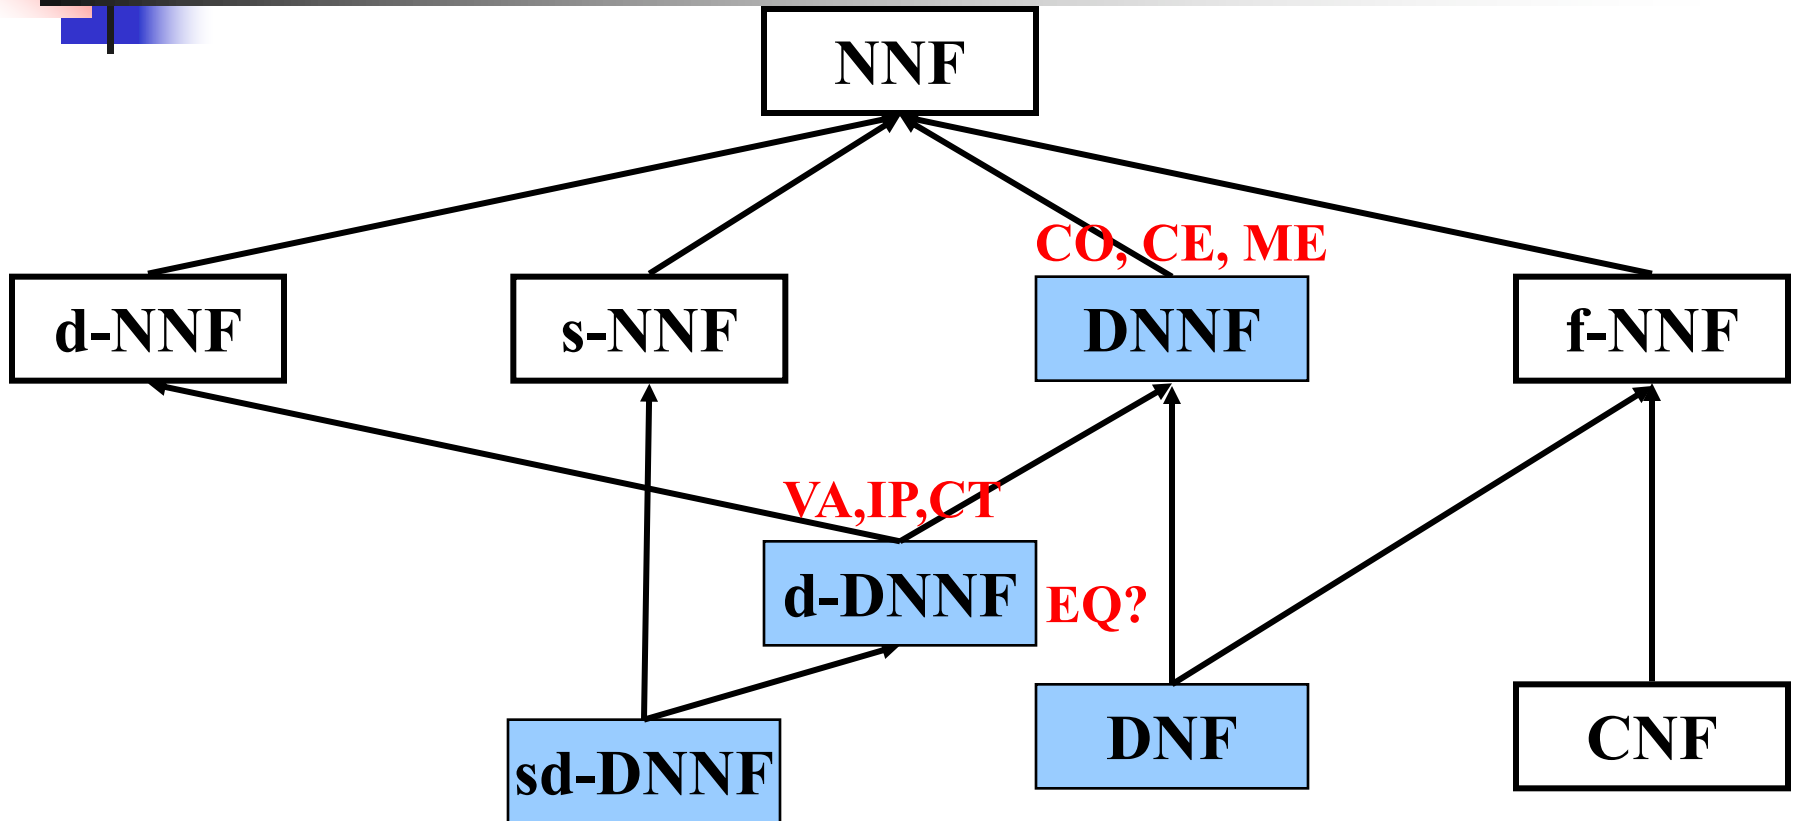 NNF
CO, CE, ME
d-NNF
s-NNF
DNNF
f-NNF
VA,IP,CT
d-DNNF
EQ?
DNF
CNF
sd-DNNF